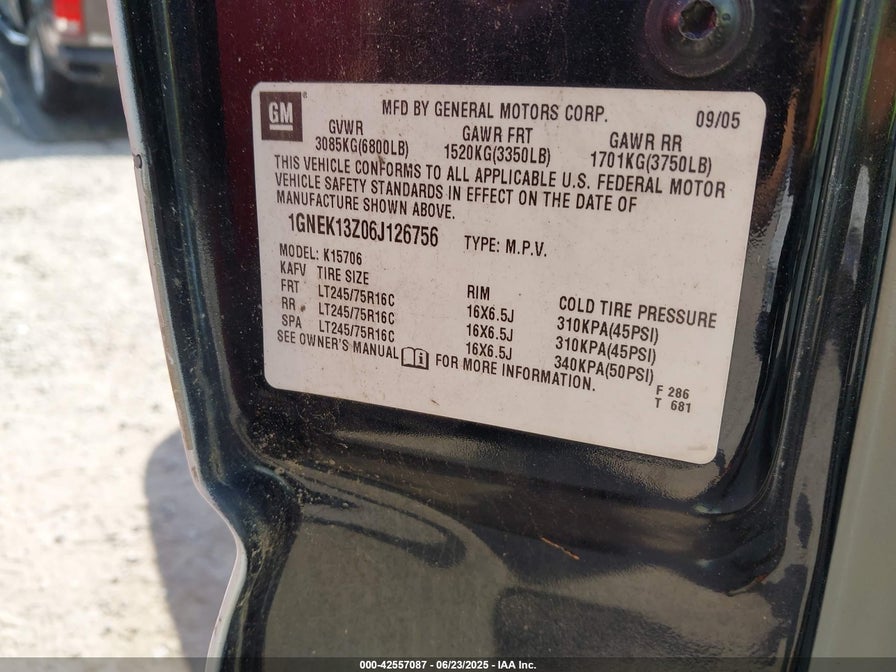 GM ® MFD BY GENERAL MOTORS CORP. 09/05
GVWR GAWR FRT GAWR RR
3085KG(6800LB) 1520KG(3350LB) 1701KG(3750LB)
THIS VEHICLE CONFORMS TO ALL APPLICABLE U.S. FEDERAL MOTOR
VEHICLE SAFETY STANDARDS IN EFFECT ON THE DATE OF
MANUFACTURE SHOWN ABOVE.
1GNEK13Z06J126756 TYPE: M.P.V.
MODEL: K15706
KAFV TIRE SIZE RIM COLD TIRE PRESSURE
FRT LT245/75R16C 16X6.5J 310KPA(45PSI)
RR LT245/75R16C 16X6.5J 310KPA(45PSI)
SPA LT245/75R16C 16X6.5J 340KPA(50PSI)
SEE OWNER'S MANUAL FOR MORE INFORMATION.
F 286
T 681
000-42557087 - 06/23/2025 - IAA Inc.